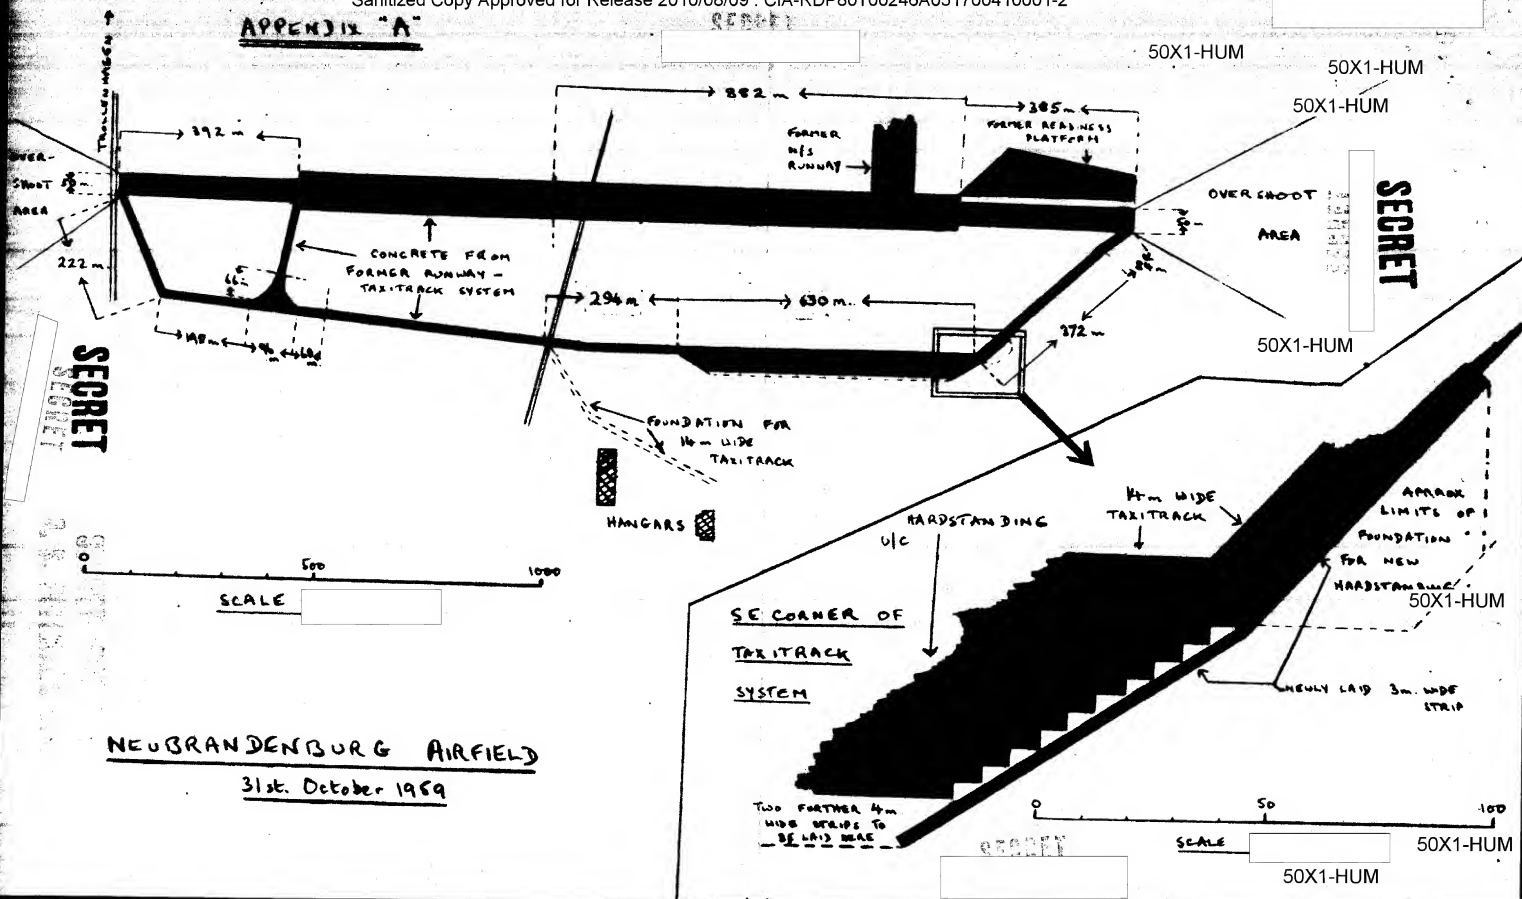 Sanitized Copy Approved for Release 2010/08/09 : CIA-RDP80T00246A051700410001-2
APPENDIX "A"
SECRET
50X1-HUM
50X1-HUM
50X1-HUM
TROLLENHAGEN
392 m
882 m
385 m
FORMER
N/S
RUNWAY
FORMER READINESS
PLATFORM
OVER-
SHOOT
AREA
222 m
OVERSHOOT
AREA
SECRET
CONCRETE FROM
FORMER RUNWAY -
TAXITRACK SYSTEM
66m
294 m
630 m
372 m
50X1-HUM
SECRET
SECRET
FOUNDATION FOR
14 m WIDE
TAXITRACK
HANGARS
0 500 1000
SCALE
HARDSTANDING
U/C
14 m WIDE
TAXITRACK
APPROX
LIMITS OF
FOUNDATION
FOR NEW
HARDSTANDING
50X1-HUM
SE CORNER OF
TAXITRACK
SYSTEM
NEWLY LAID 3m. WIDE
STRIP
NEUBRANDENBURG AIRFIELD
31st. October 1959
TWO FURTHER 4m
WIDE STRIPS TO
BE LAID HERE
0 50 100
SCALE
50X1-HUM
50X1-HUM
SECRET